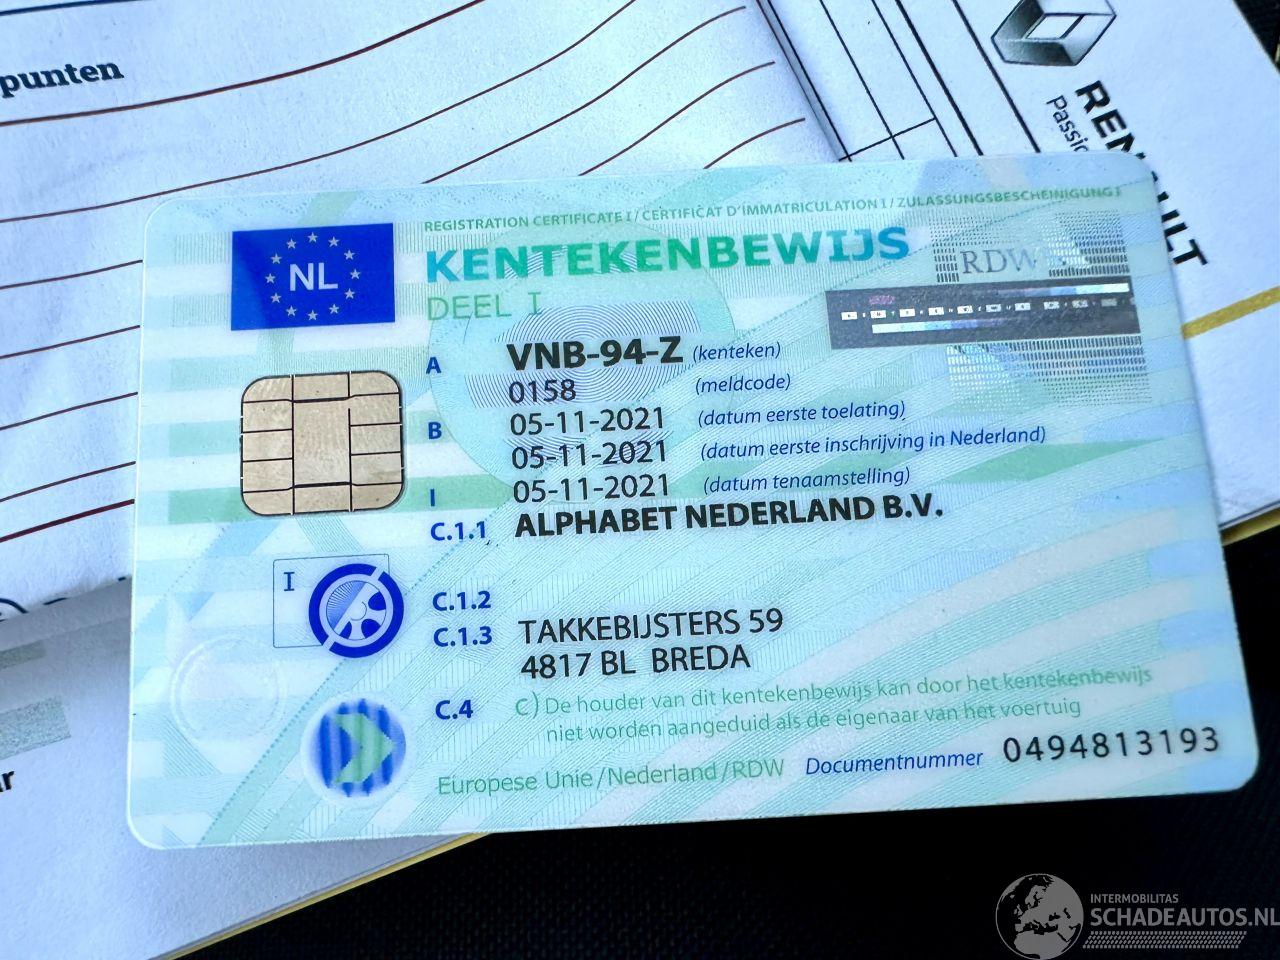 punten
RENAULT
Passio
REGISTRATION CERTIFICATE I / CERTIFICAT D'IMMATRICULATION I / ZULASSUNGSBESCHEINIGUNG I
NL
KENTEKENBEWIJS
RDW
DEEL I
A VNB-94-Z (kenteken)
0158 (meldcode)
B 05-11-2021 (datum eerste toelating)
05-11-2021 (datum eerste inschrijving in Nederland)
I 05-11-2021 (datum tenaamstelling)
C.1.1 ALPHABET NEDERLAND B.V.
I
C.1.2
C.1.3 TAKKEBIJSTERS 59
4817 BL BREDA
C.4 C) De houder van dit kentekenbewijs kan door het kentekenbewijs
niet worden aangeduid als de eigenaar van het voertuig
Europese Unie/Nederland/RDW Documentnummer 0494813193
INTERMOBILITAS
SCHADEAUTOS.NL